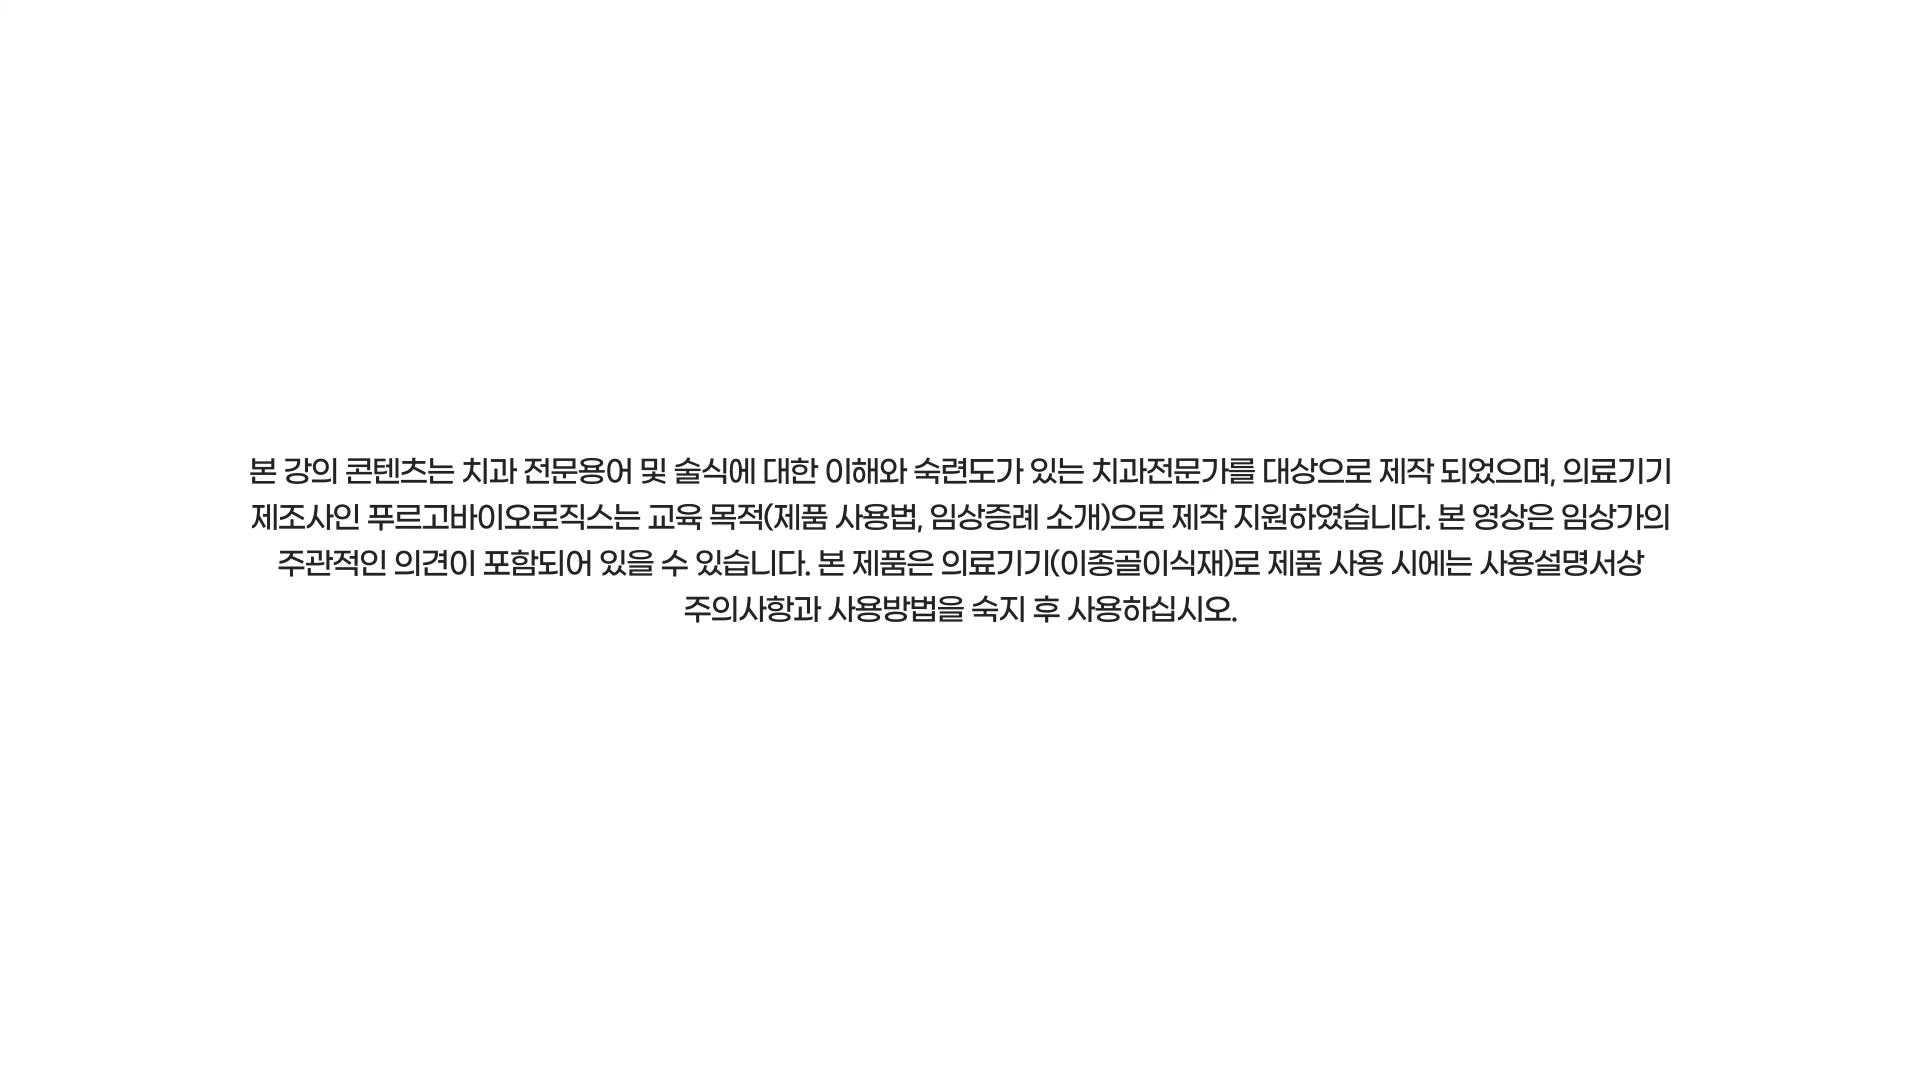 본 강의 콘텐츠는 치과 전문용어 및 술식에 대한 이해와 숙련도가 있는 치과전문가를 대상으로 제작 되었으며, 의료기기
제조사인 푸르고바이오로직스는 교육 목적(제품 사용법, 임상증례 소개)으로 제작 지원하였습니다. 본 영상은 임상가의
주관적인 의견이 포함되어 있을 수 있습니다. 본 제품은 의료기기(이종골이식재)로 제품 사용 시에는 사용설명서상
주의사항과 사용방법을 숙지 후 사용하십시오.